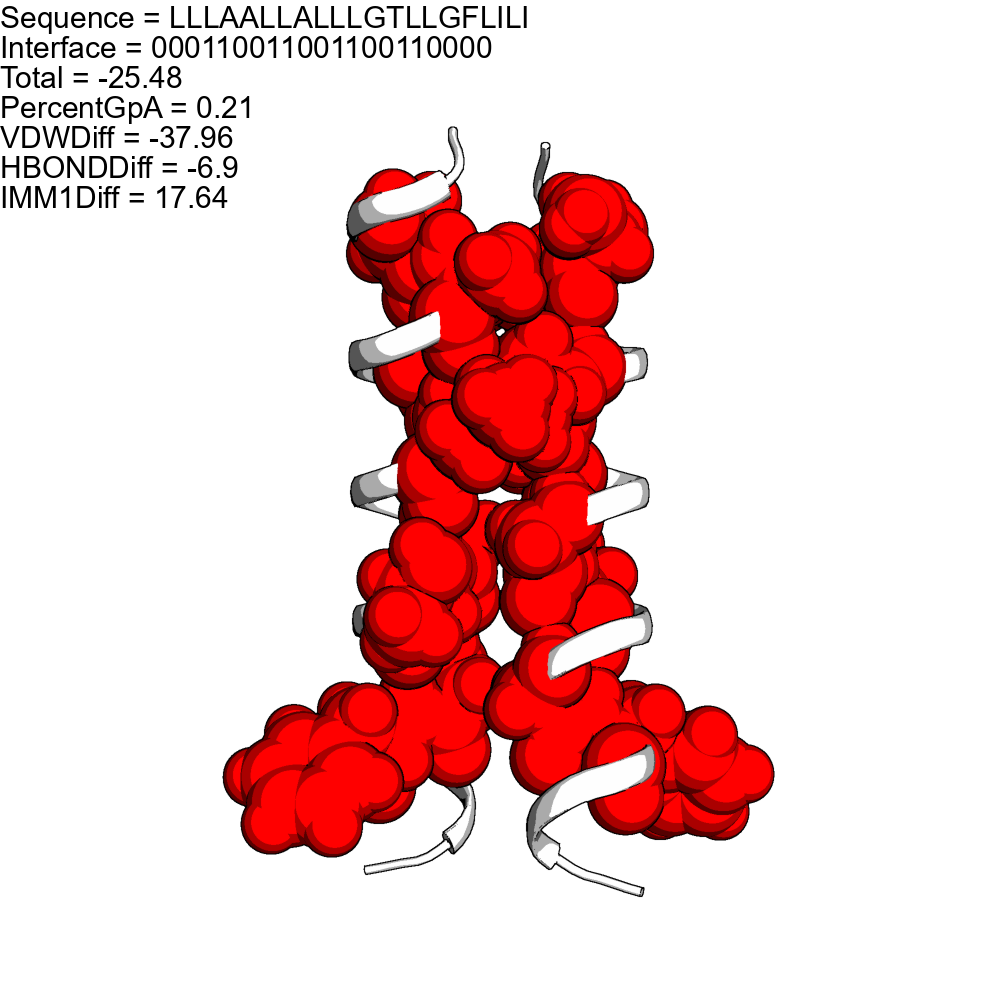 Sequence = LLLAALLALLLGTLLGFLILI
Interface = 000110011001100110000
Total = -25.48
PercentGpA = 0.21
VDWDiff = -37.96
HBONDDiff = -6.9
IMM1Diff = 17.64